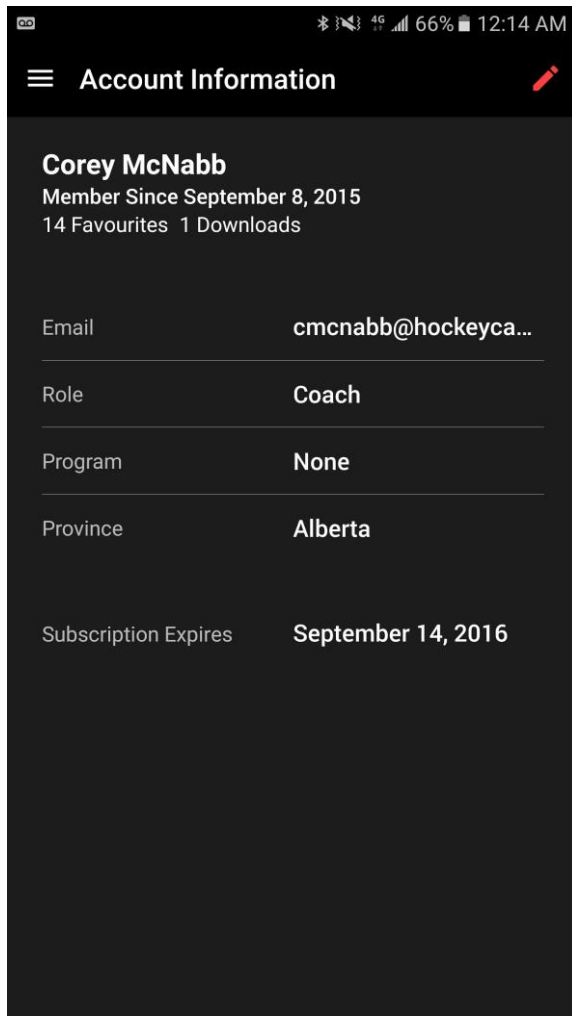 4G 66% 12:14 AM
Account Information
Corey McNabb
Member Since September 8, 2015
14 Favourites 1 Downloads
Email cmcnabb@hockeyca...
Role Coach
Program None
Province Alberta
Subscription Expires September 14, 2016